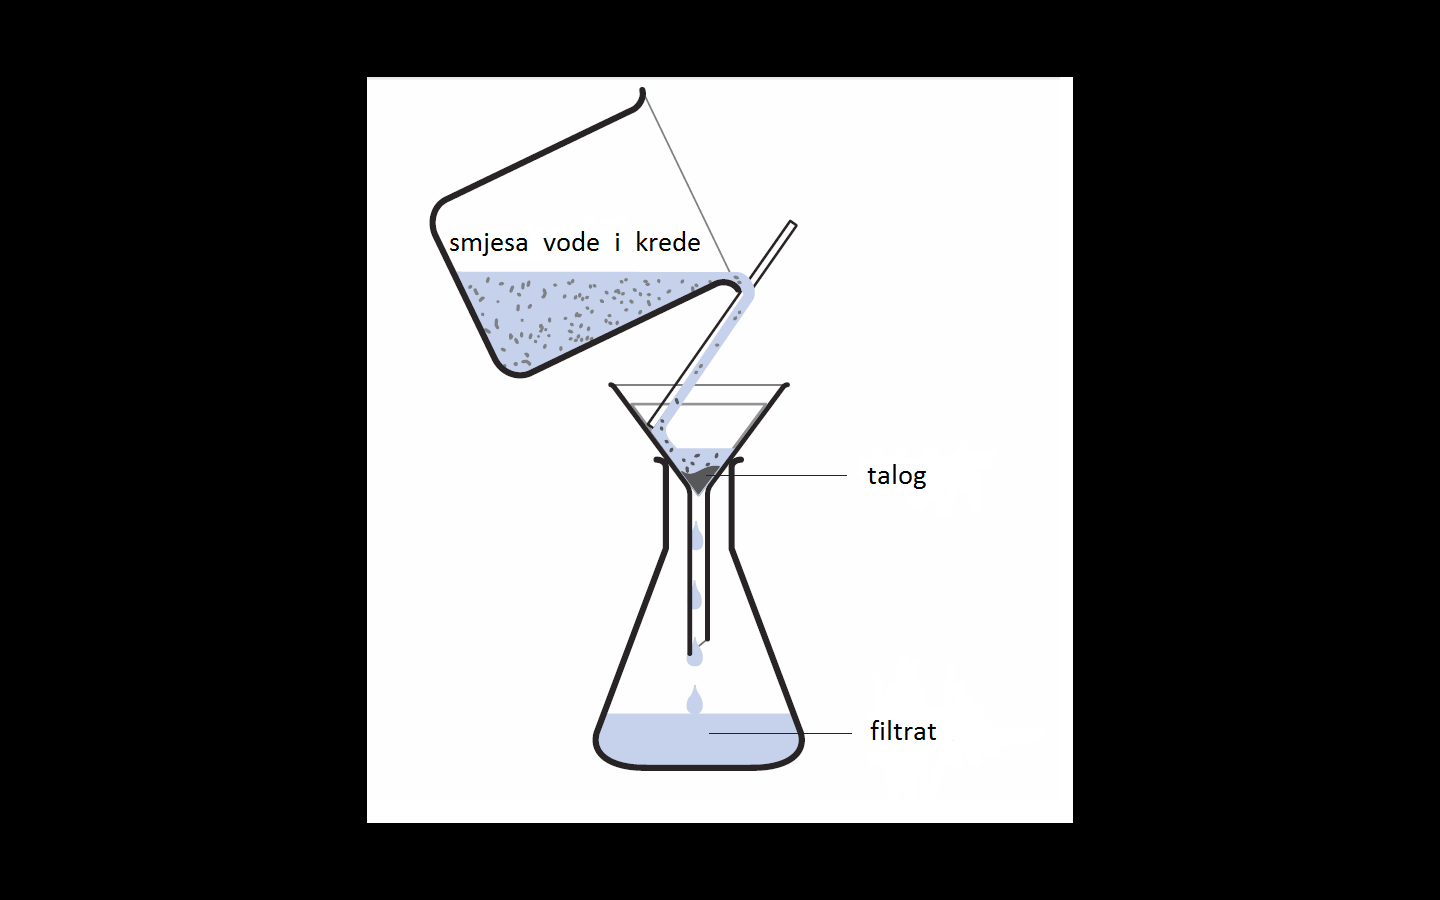 smjesa vode i krede
talog
filtrat